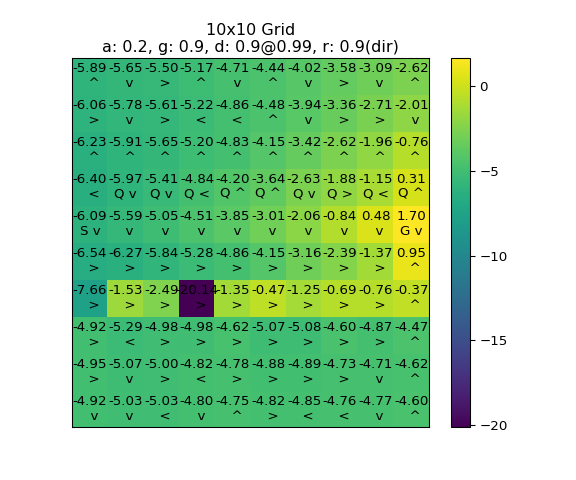 10x10 Grid
a: 0.2, g: 0.9, d: 0.9@0.99, r: 0.9(dir)
-5.89 -5.65 -5.50 -5.17 -4.71 -4.44 -4.02 -3.58 -3.09 -2.62
^ v > ^ v ^ v > v ^
-6.06 -5.78 -5.61 -5.22 -4.86 -4.48 -3.94 -3.36 -2.71 -2.01
> v > < < ^ v > > v
-6.23 -5.91 -5.65 -5.20 -4.83 -4.15 -3.42 -2.62 -1.96 -0.76
^ ^ ^ ^ ^ ^ ^ ^ ^ ^
-6.40 -5.97 -5.41 -4.84 -4.20 -3.64 -2.63 -1.88 -1.15 0.31
< Q v Q v Q < Q ^ Q ^ Q v Q > Q < Q ^
-6.09 -5.59 -5.05 -4.51 -3.85 -3.01 -2.06 -0.84 0.48 1.70
S v v v v v v v v v G v
-6.54 -6.27 -5.84 -5.28 -4.86 -4.15 -3.16 -2.39 -1.37 0.95
> > > > > > > > > ^
-7.66 -1.53 -2.49 -20.14 -1.35 -0.47 -1.25 -0.69 -0.76 -0.37
> > > > > > > > > ^
-4.92 -5.29 -4.98 -4.98 -4.62 -5.07 -5.08 -4.60 -4.87 -4.47
> < > > > > > > > ^
-4.95 -5.07 -5.00 -4.82 -4.78 -4.88 -4.89 -4.73 -4.71 -4.62
> v > < > > > > v ^
-4.92 -5.03 -5.03 -4.80 -4.75 -4.82 -4.85 -4.76 -4.77 -4.60
v v < v ^ > < < v ^
0
−5
−10
−15
−20